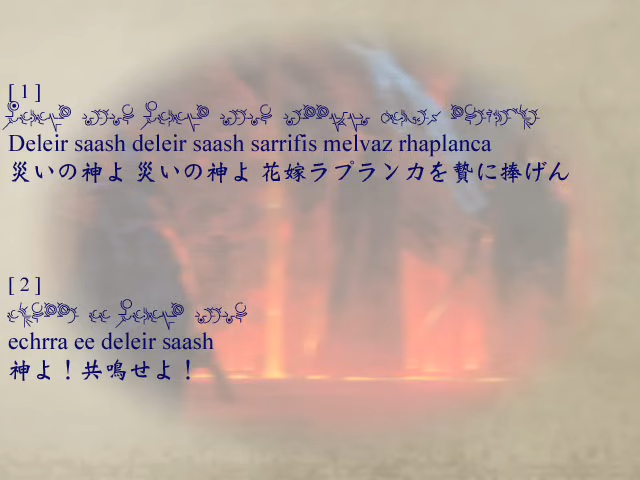 [ 1 ]
Deleir saash deleir saash sarrifis melvaz rhaplanca
災いの神よ 災いの神よ 花嫁ラプランカを贄に捧げん
[ 2 ]
echrra ee deleir saash
神よ！共鳴せよ！